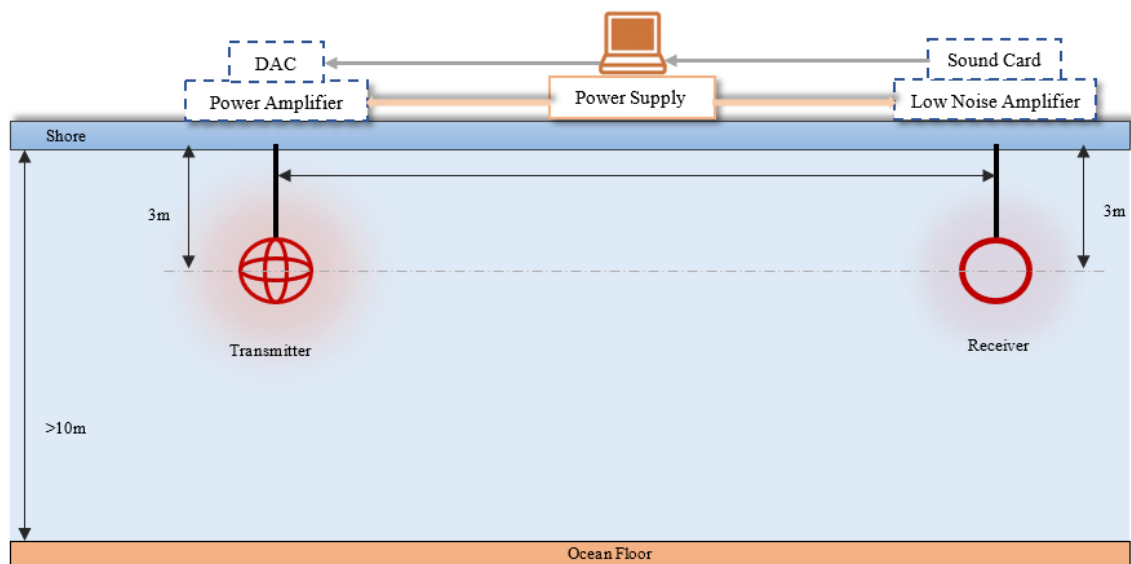 DAC
Sound Card
Power Amplifier
Power Supply
Low Noise Amplifier
Shore
3m
3m
Transmitter
Receiver
>10m
Ocean Floor